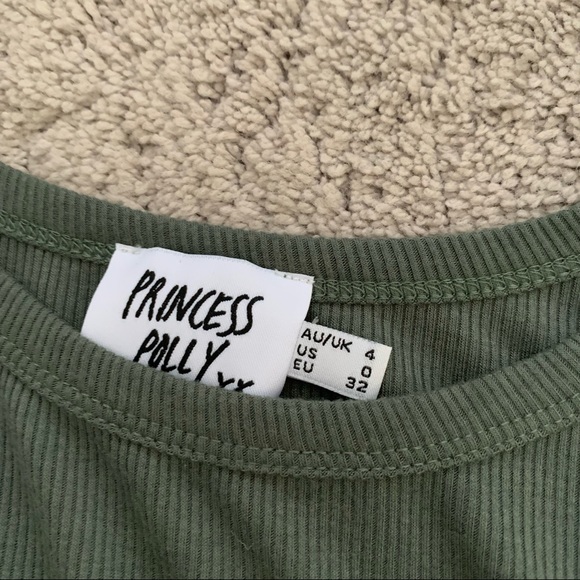 PRINCESS
POLLY
XX
AU/UK 4
US 0
EU 32